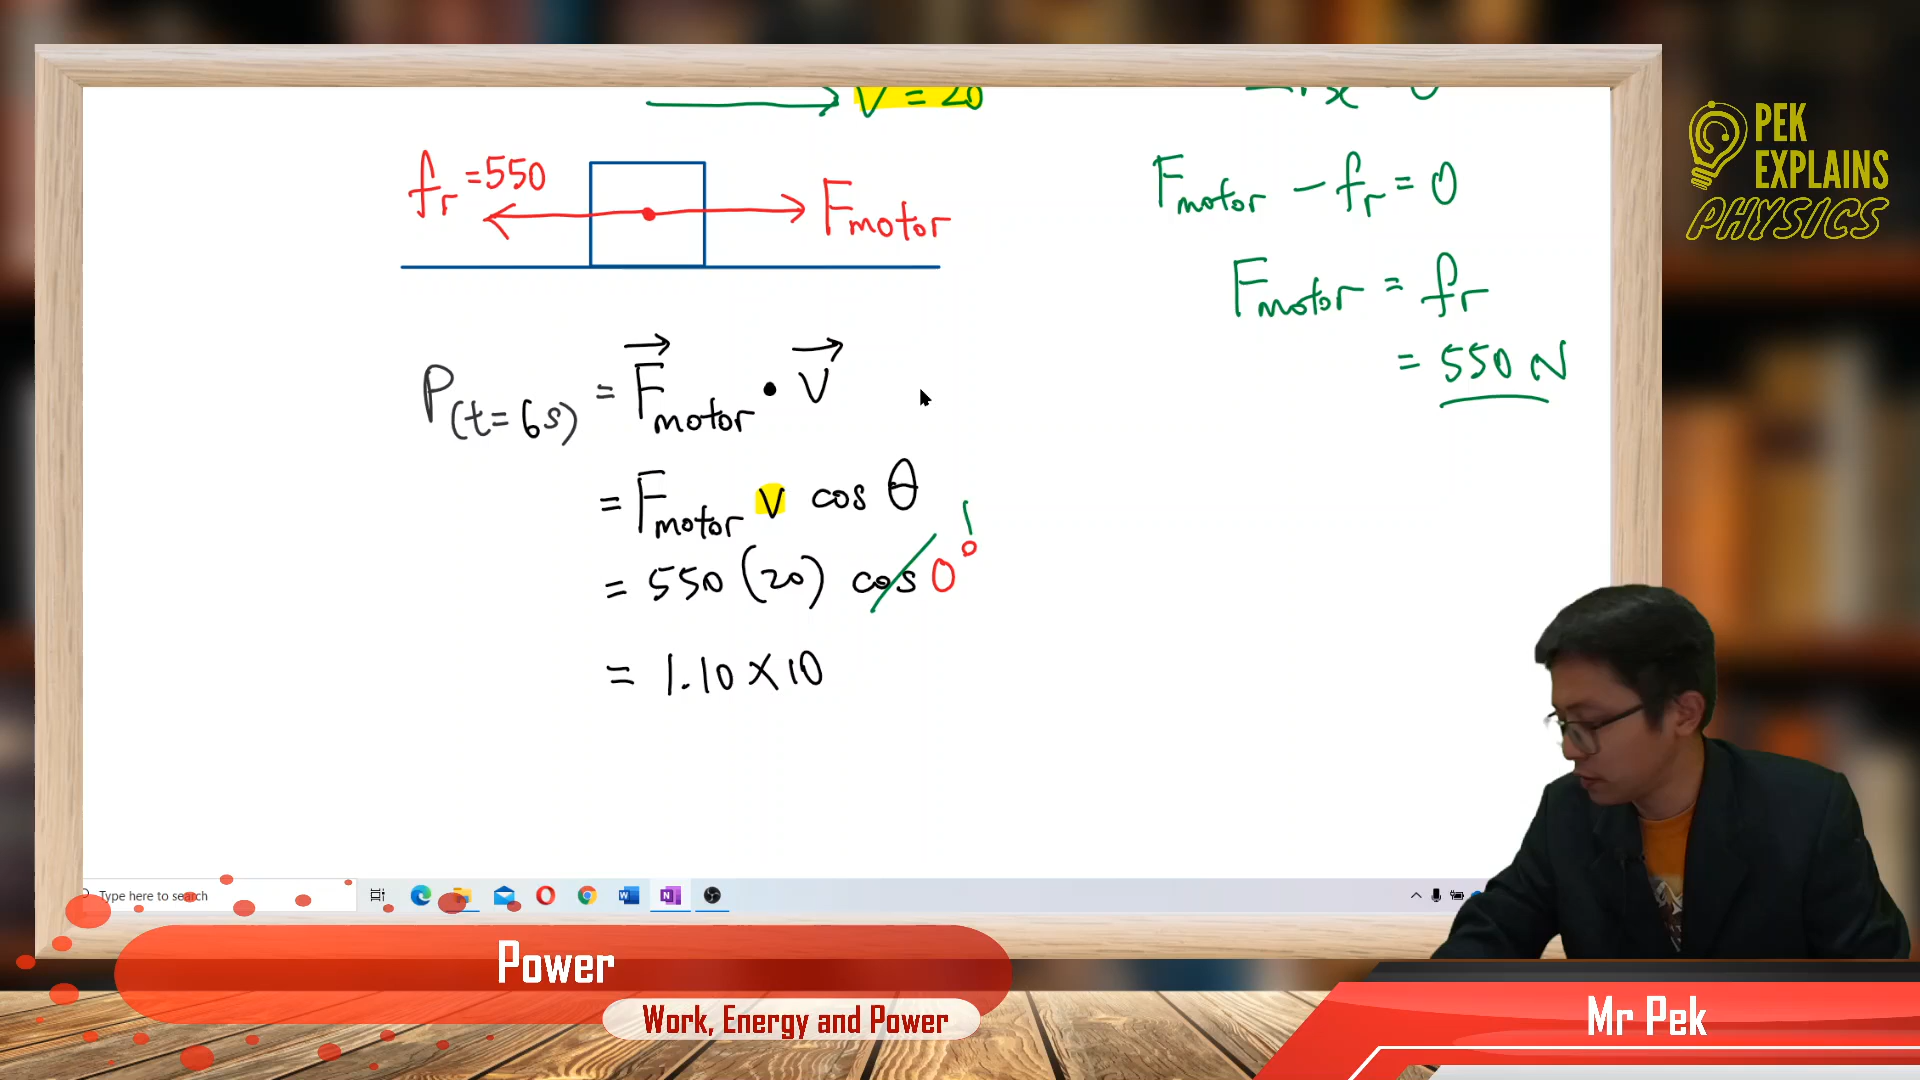 V = 20
fr = 550
Fmotor
Fmotor − fr = 0
Fmotor = fr
= 550 N
P(t=6s) = Fmotor • V
= Fmotor V cos θ
= 550 (20) cos 0° 1
= 1.10 × 10
PEK
EXPLAINS
PHYSICS
Type here to search
Power
Work, Energy and Power
Mr Pek